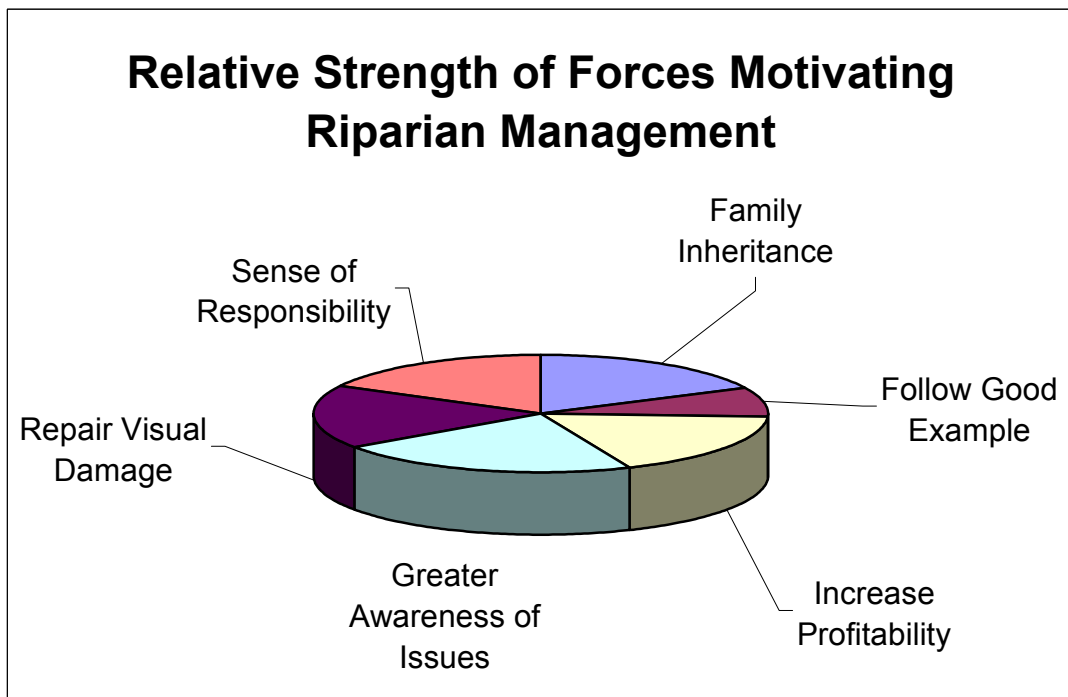 Relative Strength of Forces Motivating
Riparian Management
Family
Inheritance
Sense of
Responsibility
Follow Good
Example
Repair Visual
Damage
Greater
Awareness of
Issues
Increase
Profitability